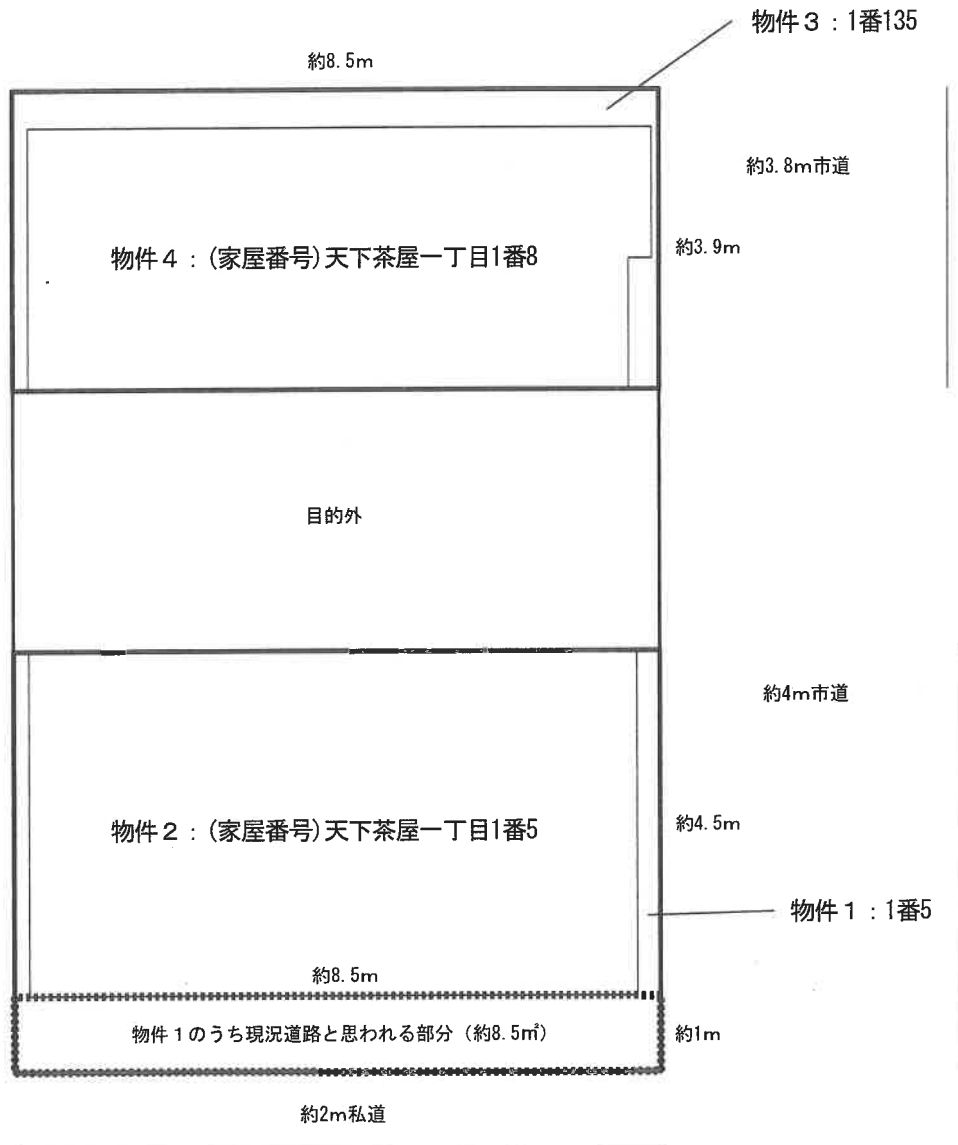 物件3：1番135
約8.5m
約3.8m市道
約3.9m
物件4：(家屋番号)天下茶屋一丁目1番8
目的外
約4m市道
物件2：(家屋番号)天下茶屋一丁目1番5
約4.5m
物件1：1番5
約8.5m
物件1のうち現況道路と思われる部分（約8.5㎡）
約1m
約2m私道